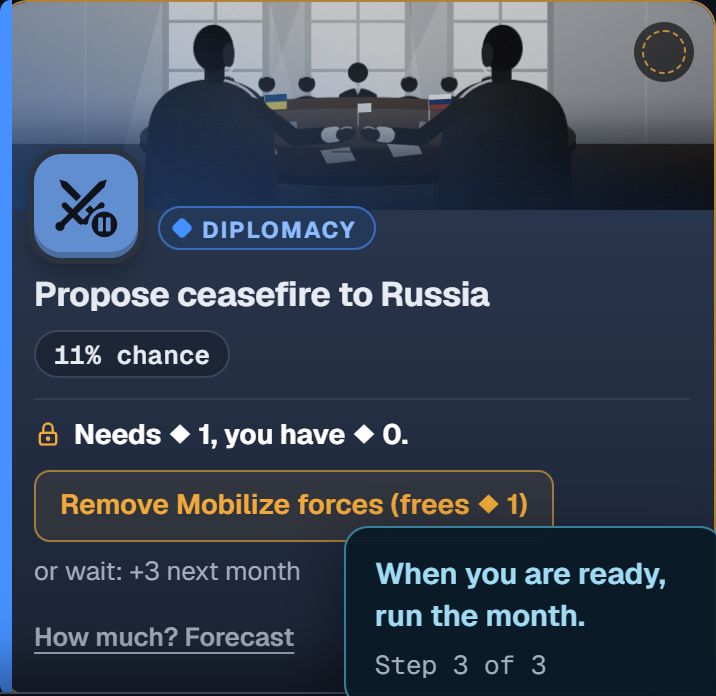 DIPLOMACY
Propose ceasefire to Russia
11% chance
Needs ◆ 1, you have ◆ 0.
Remove Mobilize forces (frees ◆ 1)
or wait: +3 next month
How much? Forecast
When you are ready,
run the month.
Step 3 of 3